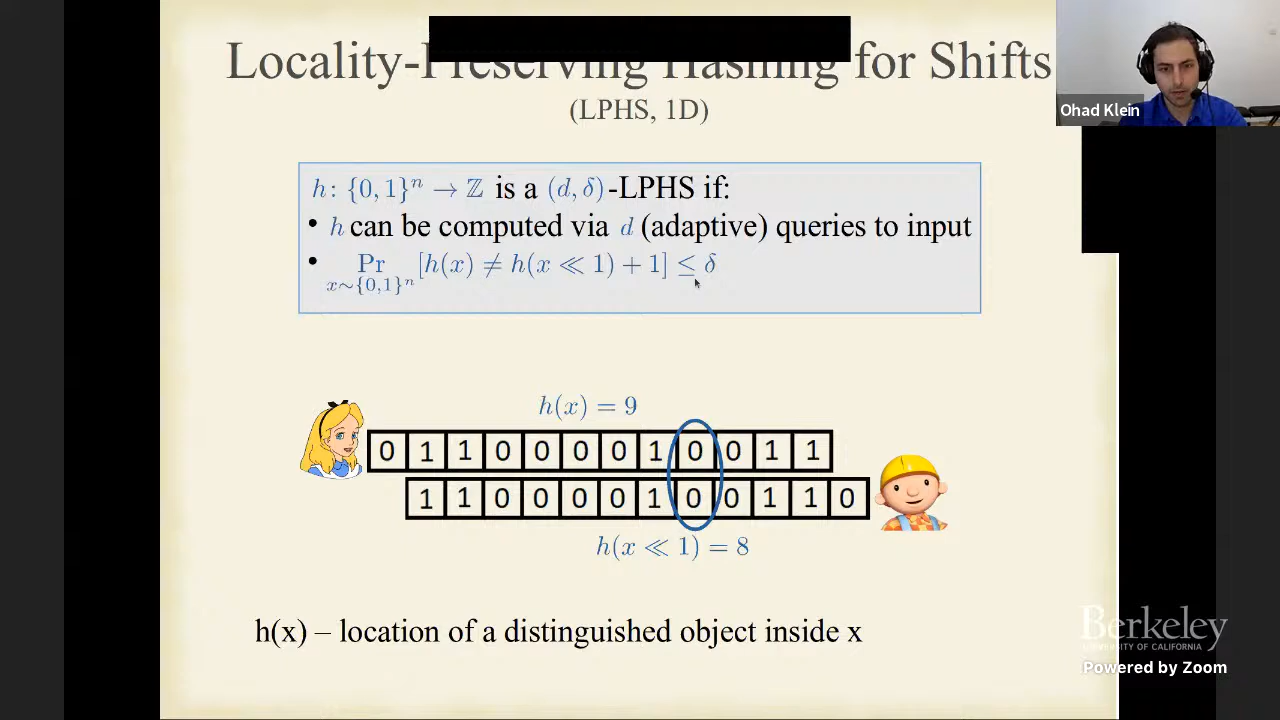 Locality-Preserving Hashing for Shifts
(LPHS, 1D)
Ohad Klein
h: {0, 1}ⁿ → ℤ is a (d, δ)-LPHS if:
• h can be computed via d (adaptive) queries to input
• Pr [h(x) ≠ h(x ≪ 1) + 1] ≤ δ
x∼{0,1}ⁿ
h(x) = 9
0 1 1 0 0 0 0 1 0 0 1 1
1 1 0 0 0 0 1 0 0 1 1 0
h(x ≪ 1) = 8
h(x) – location of a distinguished object inside x
Berkeley
UNIVERSITY OF CALIFORNIA
Powered by Zoom